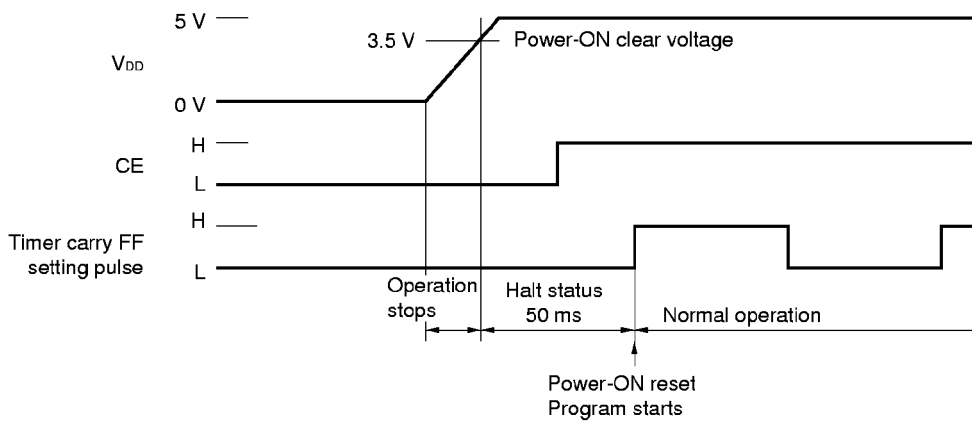 5 V
3.5 V
Power-ON clear voltage
VDD
0 V
H
CE
L
H
Timer carry FF
setting pulse
L
Operation
stops
Halt status
50 ms
Normal operation
Power-ON reset
Program starts